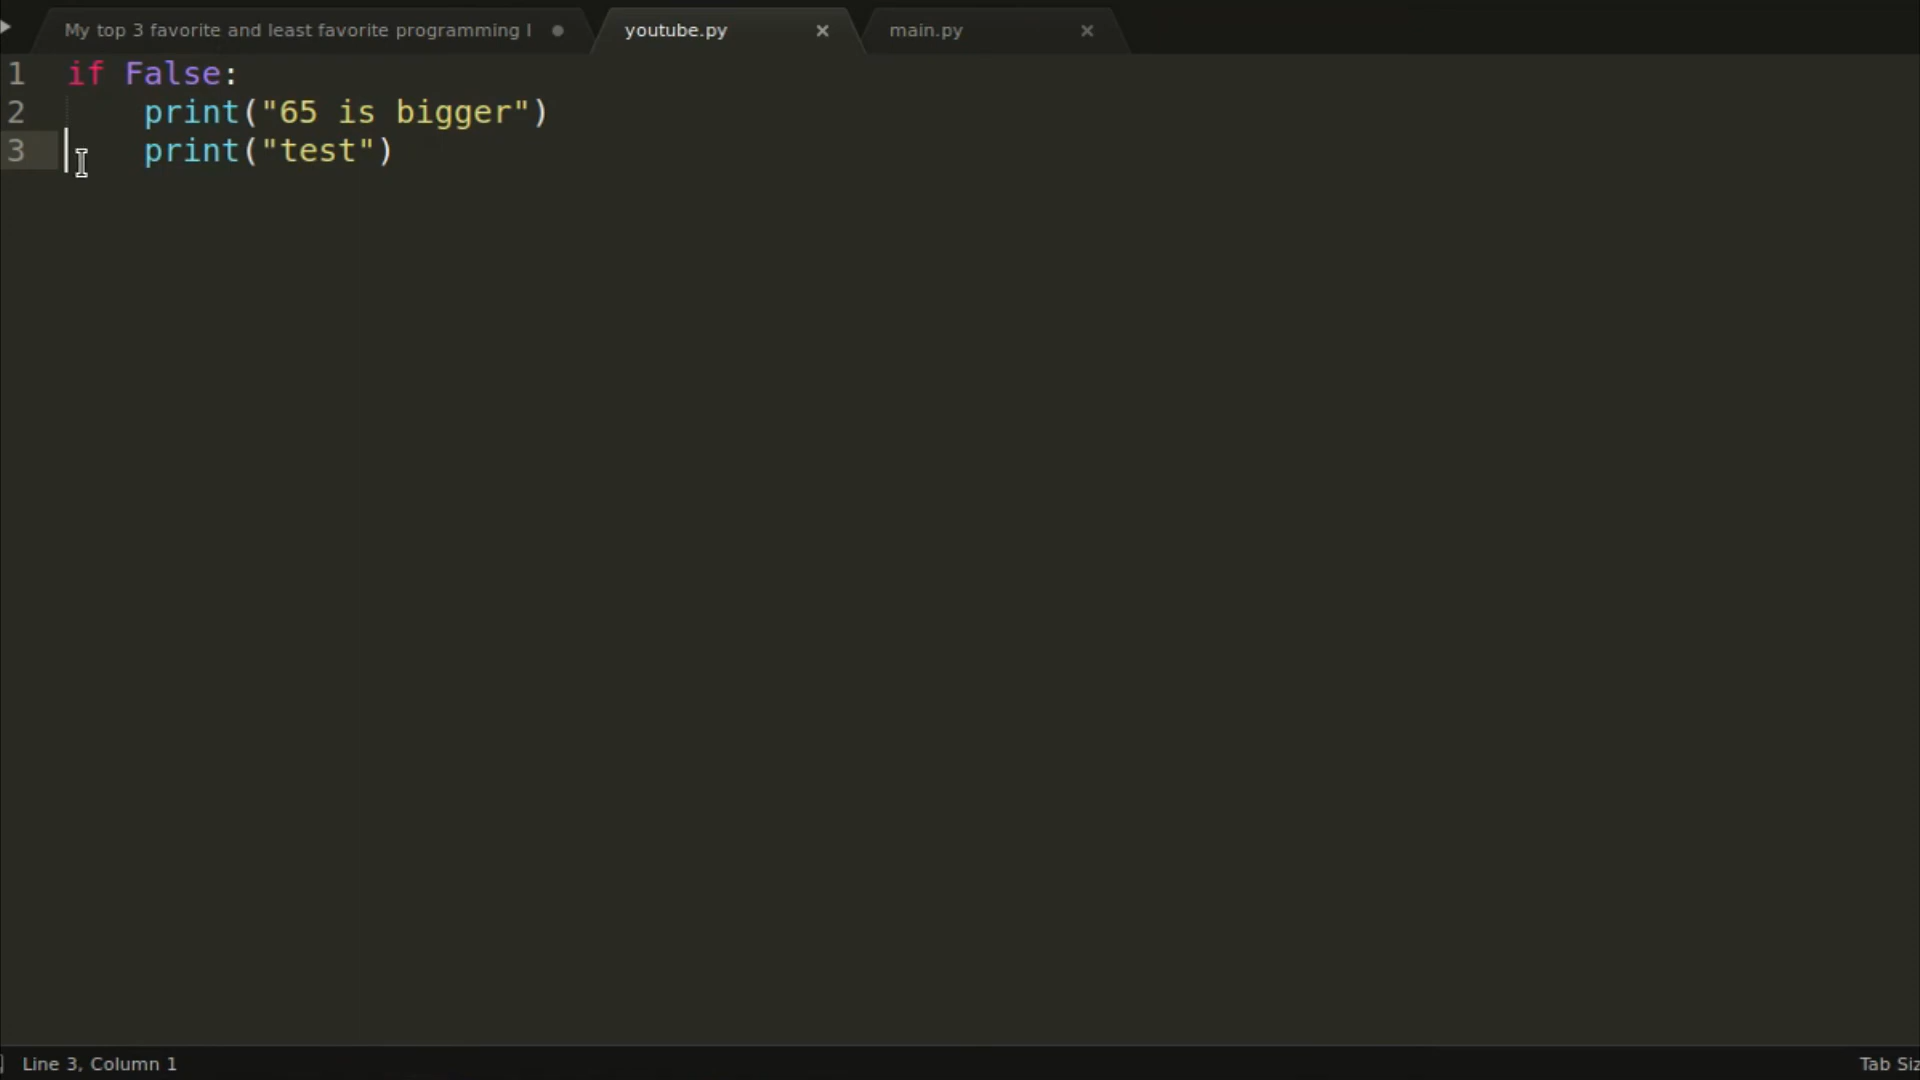 My top 3 favorite and least favorite programming l
youtube.py
main.py
1 if False:
2 print("65 is bigger")
3 print("test")
Line 3, Column 1
Tab Siz